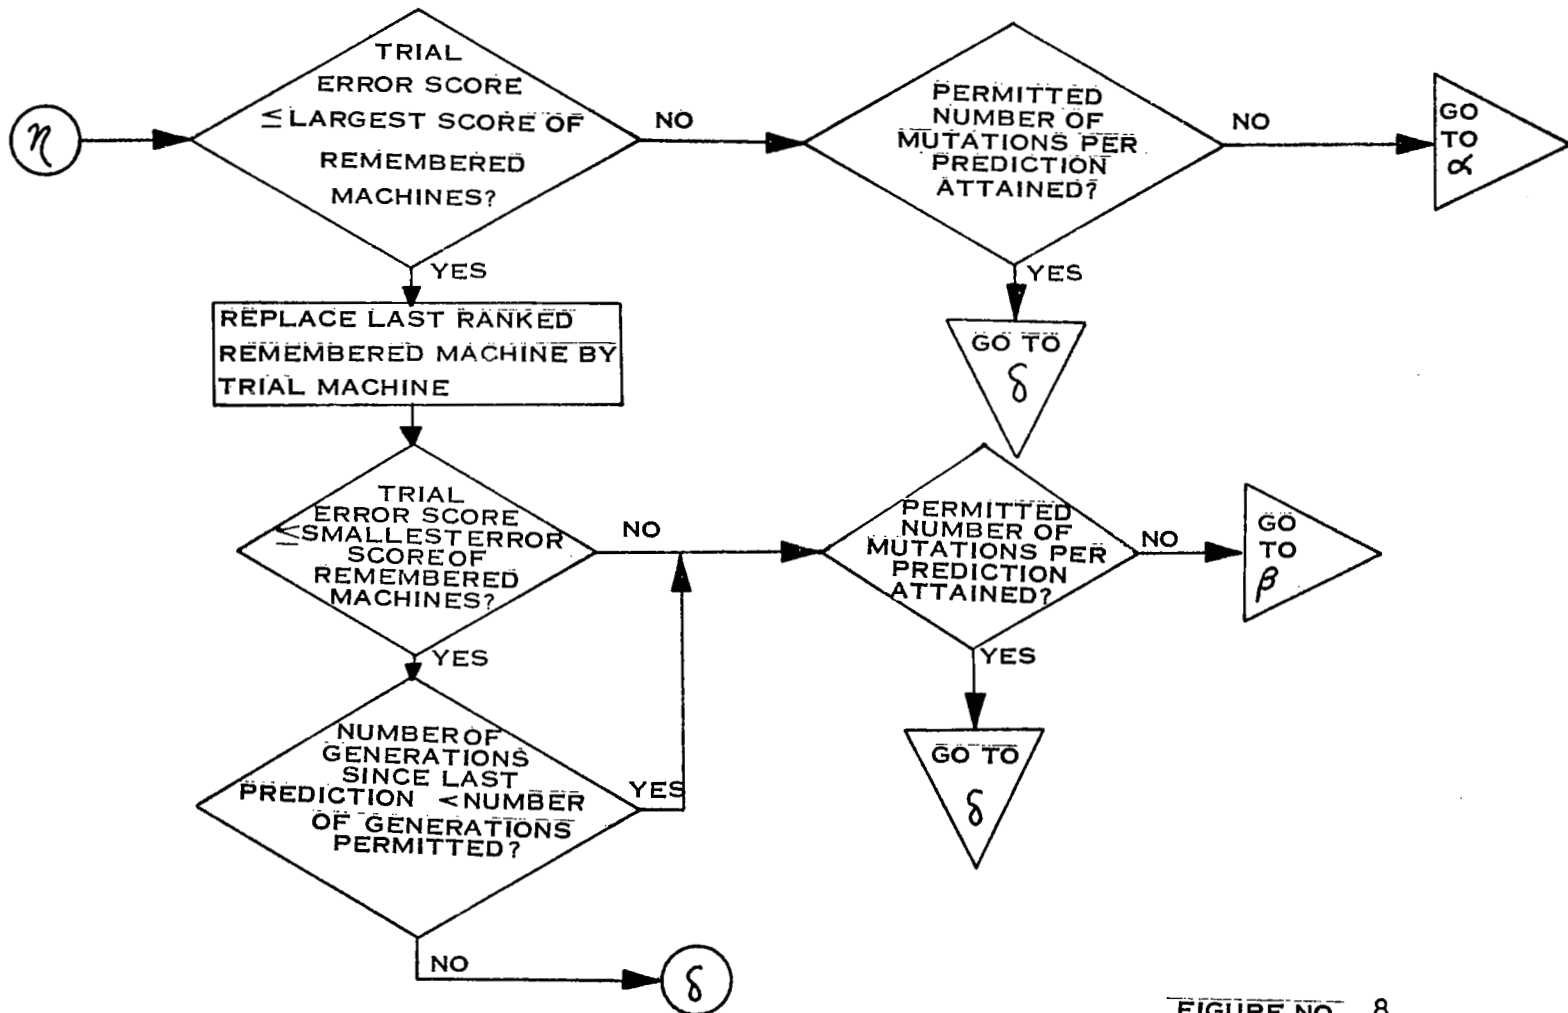 η
TRIAL
ERROR SCORE
≤LARGEST SCORE OF
REMEMBERED
MACHINES?
NO
PERMITTED
NUMBER OF
MUTATIONS PER
PREDICTION
ATTAINED?
NO
GO
TO
α
YES
REPLACE LAST RANKED
REMEMBERED MACHINE BY
TRIAL MACHINE
YES
GO TO
δ
TRIAL
ERROR SCORE
≤SMALLEST ERROR
SCORE OF
REMEMBERED
MACHINES?
NO
PERMITTED
NUMBER OF
MUTATIONS PER
PREDICTION
ATTAINED?
NO
GO
TO
β
YES
NUMBER OF
GENERATIONS
SINCE LAST
PREDICTION <NUMBER
OF GENERATIONS
PERMITTED?
YES
YES
GO TO
δ
NO
δ
FIGURE NO. 8